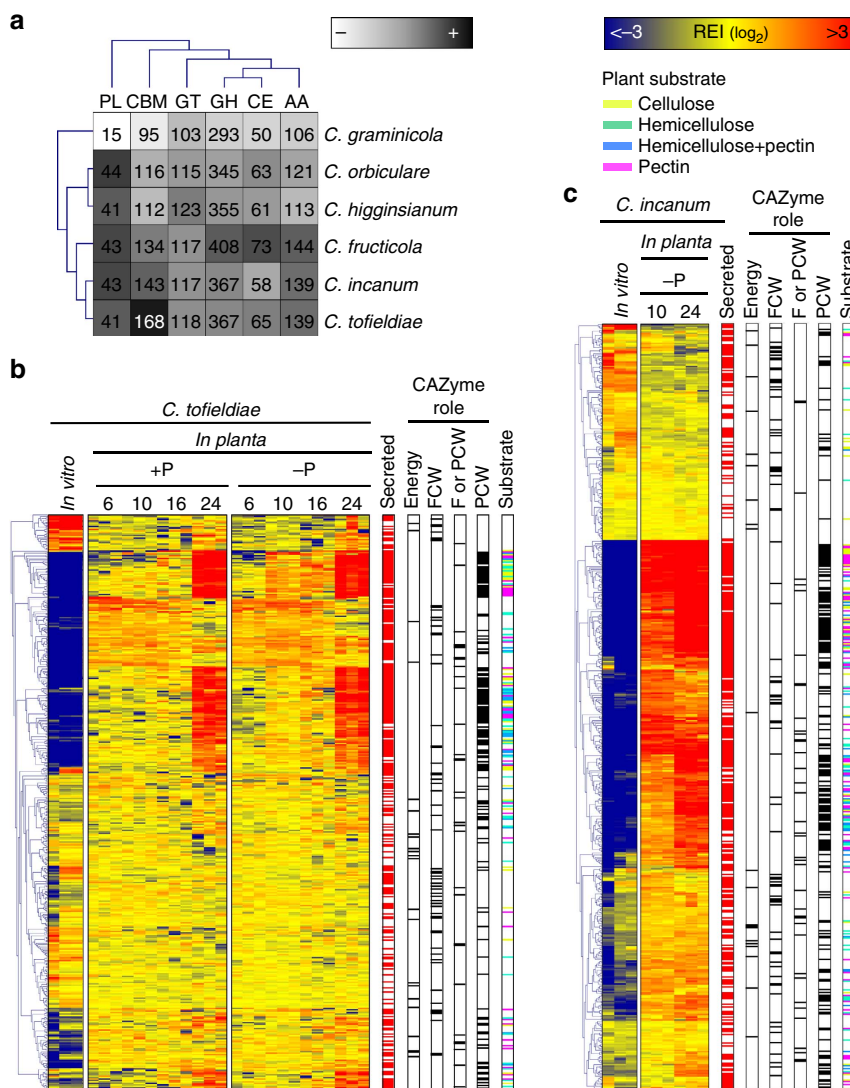 a
− +
PL CBM GT GH CE AA
15 95 103 293 50 106 C. graminicola
44 116 115 345 63 121 C. orbiculare
41 112 123 355 61 113 C. higginsianum
43 134 117 408 73 144 C. fructicola
43 143 117 367 58 139 C. incanum
41 168 118 367 65 139 C. tofieldiae
<−3 REI (log2) >3
Plant substrate
Cellulose
Hemicellulose
Hemicellulose+pectin
Pectin
b
C. tofieldiae
CAZyme
role
In vitro
In planta
+P −P
6 10 16 24 6 10 16 24
Secreted
Energy
FCW
F or PCW
PCW
Substrate
c
C. incanum
CAZyme
role
In vitro
In planta
−P
10 24
Secreted
Energy
FCW
F or PCW
PCW
Substrate